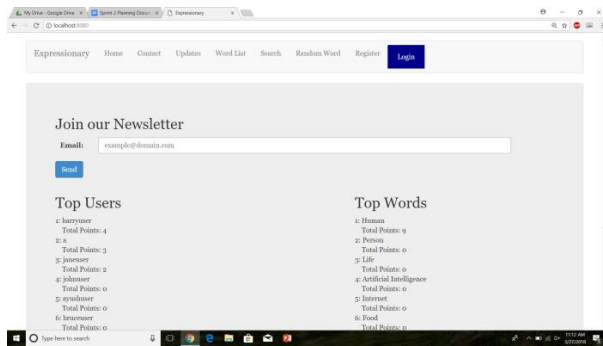 My Drive - Google Drive
Sprint 2 Planning Docum
Expressionary
localhost:8080
Expressionary Home Contact Updates Word List Search Random Word Register Login
Join our Newsletter
Email: example@domain.com
Send
Top Users
1: barryuser
Total Points: 4
2: a
Total Points: 3
3: janeuser
Total Points: 2
4: johnuser
Total Points: 0
5: ayushuser
Total Points: 0
6: bruceuser
Total Points: 0
Top Words
1: Human
Total Points: 9
2: Person
Total Points: 0
3: Life
Total Points: 0
4: Artificial Intelligence
Total Points: 0
5: Internet
Total Points: 0
6: Food
Total Points: 0
Type here to search
11:12 AM
3/27/2018